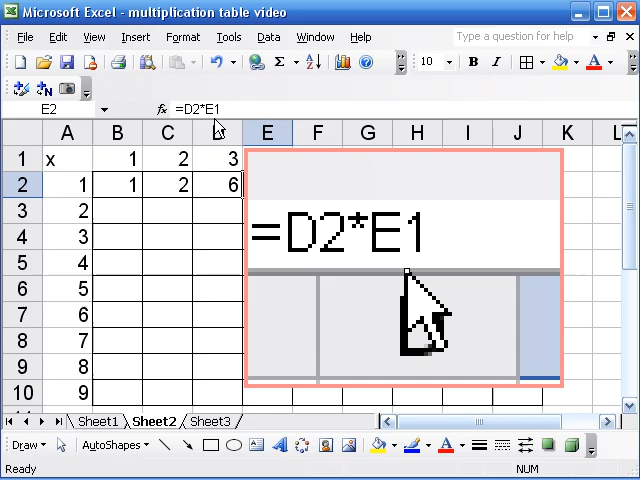 Microsoft Excel - multiplication table video
File Edit View Insert Format Tools Data Window Help Type a question for help
Σ 10 B I A
N
E2 fx =D2*E1
A B C E F G H I J K L
1 x 1 2 3
2 1 1 2 6
=D2*E1
3 2
4 3
5 4
6 5
7 6
8 7
9 8
10 9
Sheet1 Sheet2 Sheet3
Draw AutoShapes A A
Ready NUM